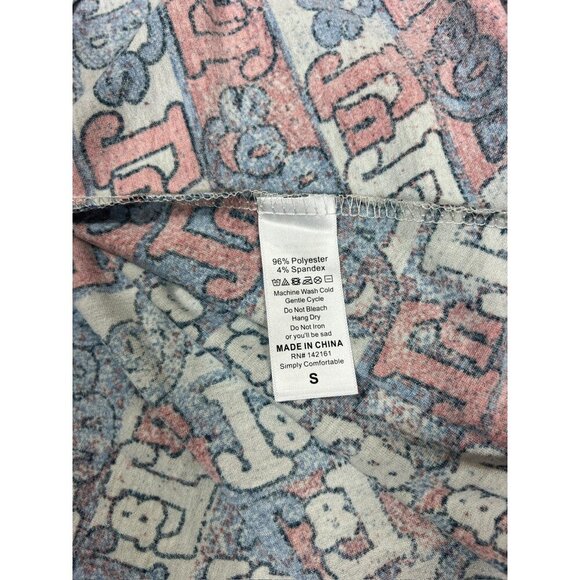 96% Polyester
4% Spandex
Machine Wash Cold
Gentle Cycle
Do Not Bleach
Hang Dry
Do Not Iron
or you'll be sad
MADE IN CHINA
RN# 142161
Simply Comfortable
S